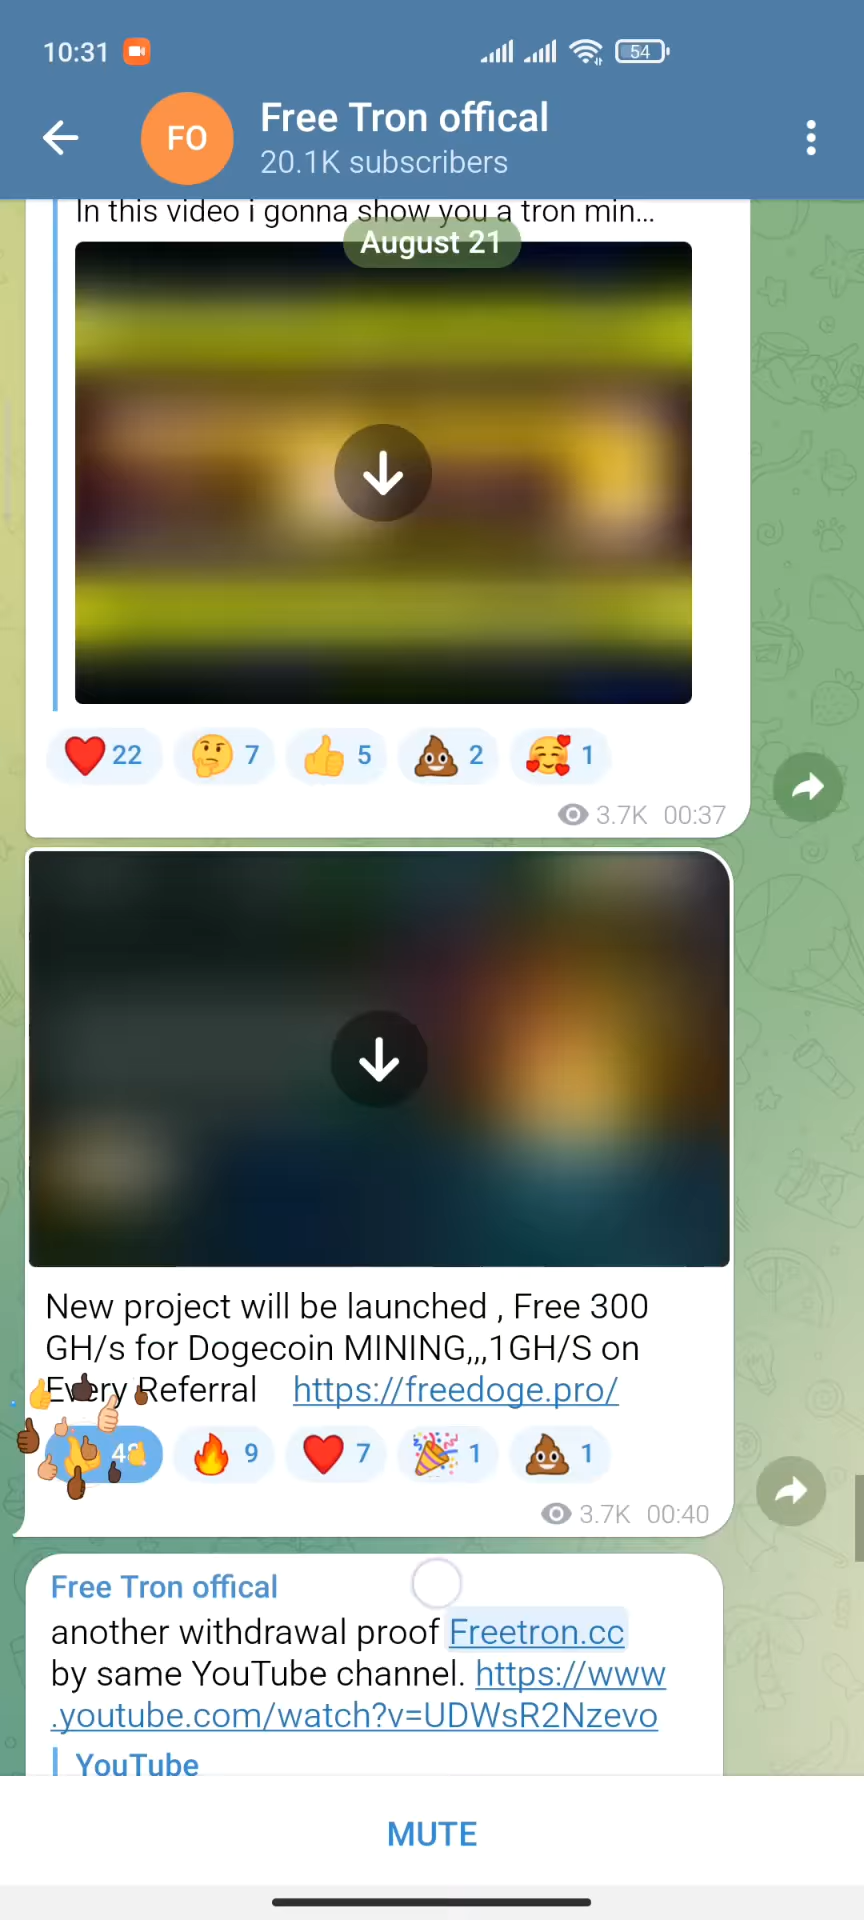 10:31
54
FO
Free Tron offical
20.1K subscribers
In this video i gonna show you a tron min...
August 21
22
7
5
2
1
3.7K 00:37
New project will be launched , Free 300
GH/s for Dogecoin MINING,,,1GH/S on
Every Referral https://freedoge.pro/
9
7
1
1
3.7K 00:40
Free Tron offical
another withdrawal proof Freetron.cc
by same YouTube channel. https://www
.youtube.com/watch?v=UDWsR2Nzevo
YouTube
MUTE